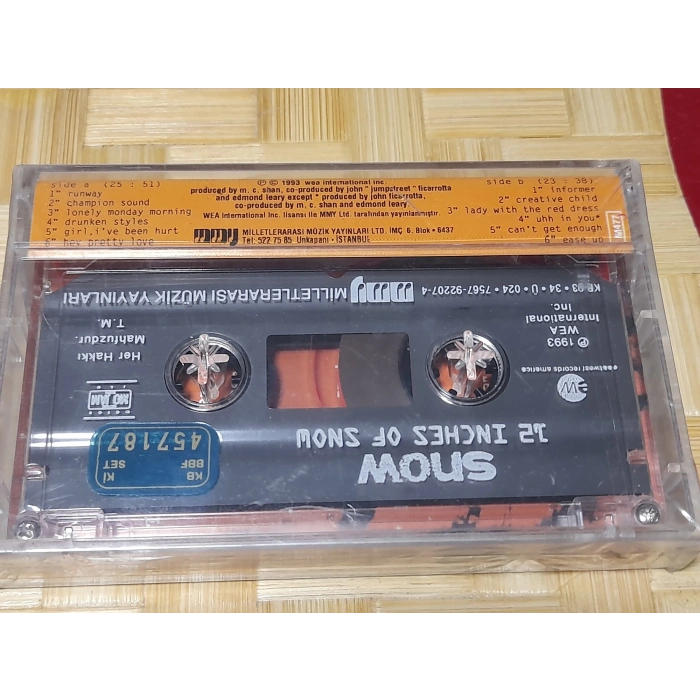 side a (25 : 51)
1" runway
2" champion sound
3" lonely monday morning
4" drunken styles
5" girl, i've been hurt
6" hey pretty love
℗ © 1993 wea international inc.
produced by m. c. shan, co-produced by john "jumpstreet" ficarrotta
and edmond leary except * produced by john ficarrotta,
co-produced by m. c. shan and edmond leary
WEA International Inc. lisansı ile MMY Ltd. tarafından yayınlanmıştır.
mmy MİLLETLERARASI MÜZİK YAYINLARI LTD. İMÇ 6. Blok • 6437
Tel: 522 75 85 Unkapanı - İSTANBUL
side b (23 : 38)
1" informer
2" creative child
3" lady with the red dress
4" uhh in you*
5" can't get enough
6" ease up
snow
12 INCHES OF SNOW
KB
BBF
Kİ
SET
457187
eastwest records america
MÜ JAM
Her Hakkı
Mahfuzdur.
T.M.
℗ 1993
WEA
International
Inc.
KB 93 • 34 • Ü • 024 • 7567-92207-4
mmy MİLLETLERARASI MÜZİK YAYINLARI